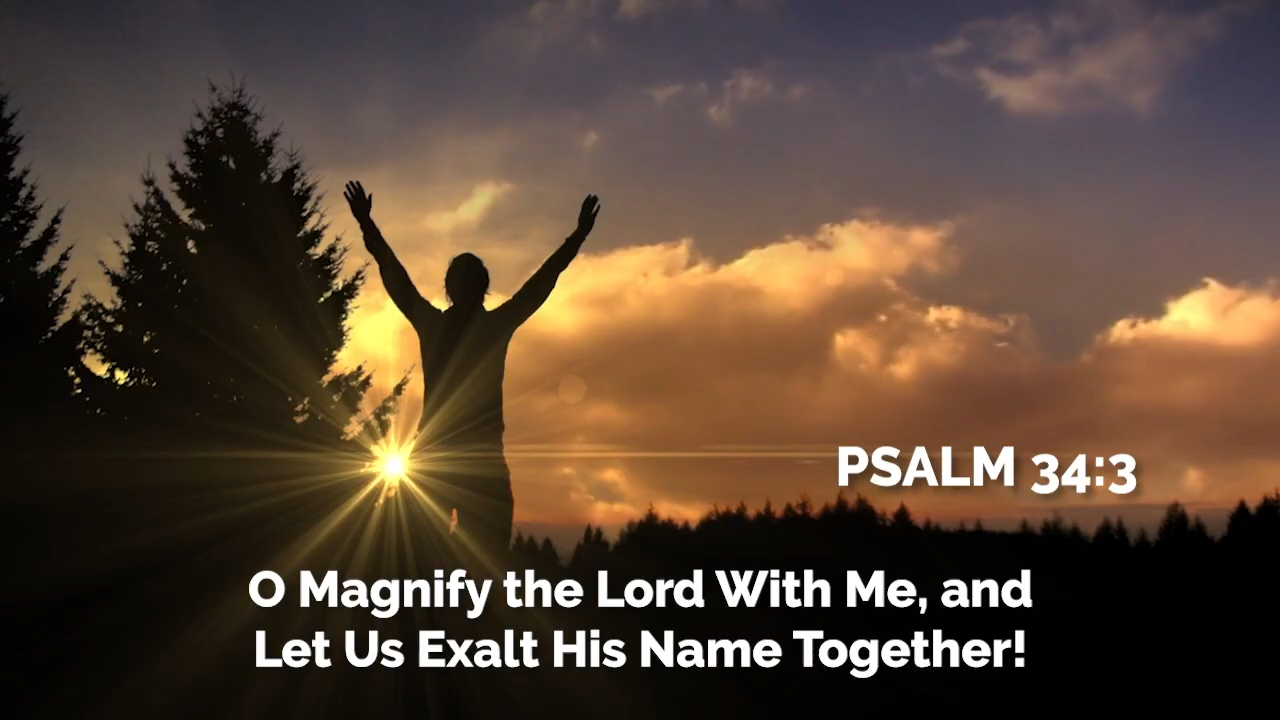 PSALM 34:3
O Magnify the Lord With Me, and
Let Us Exalt His Name Together!